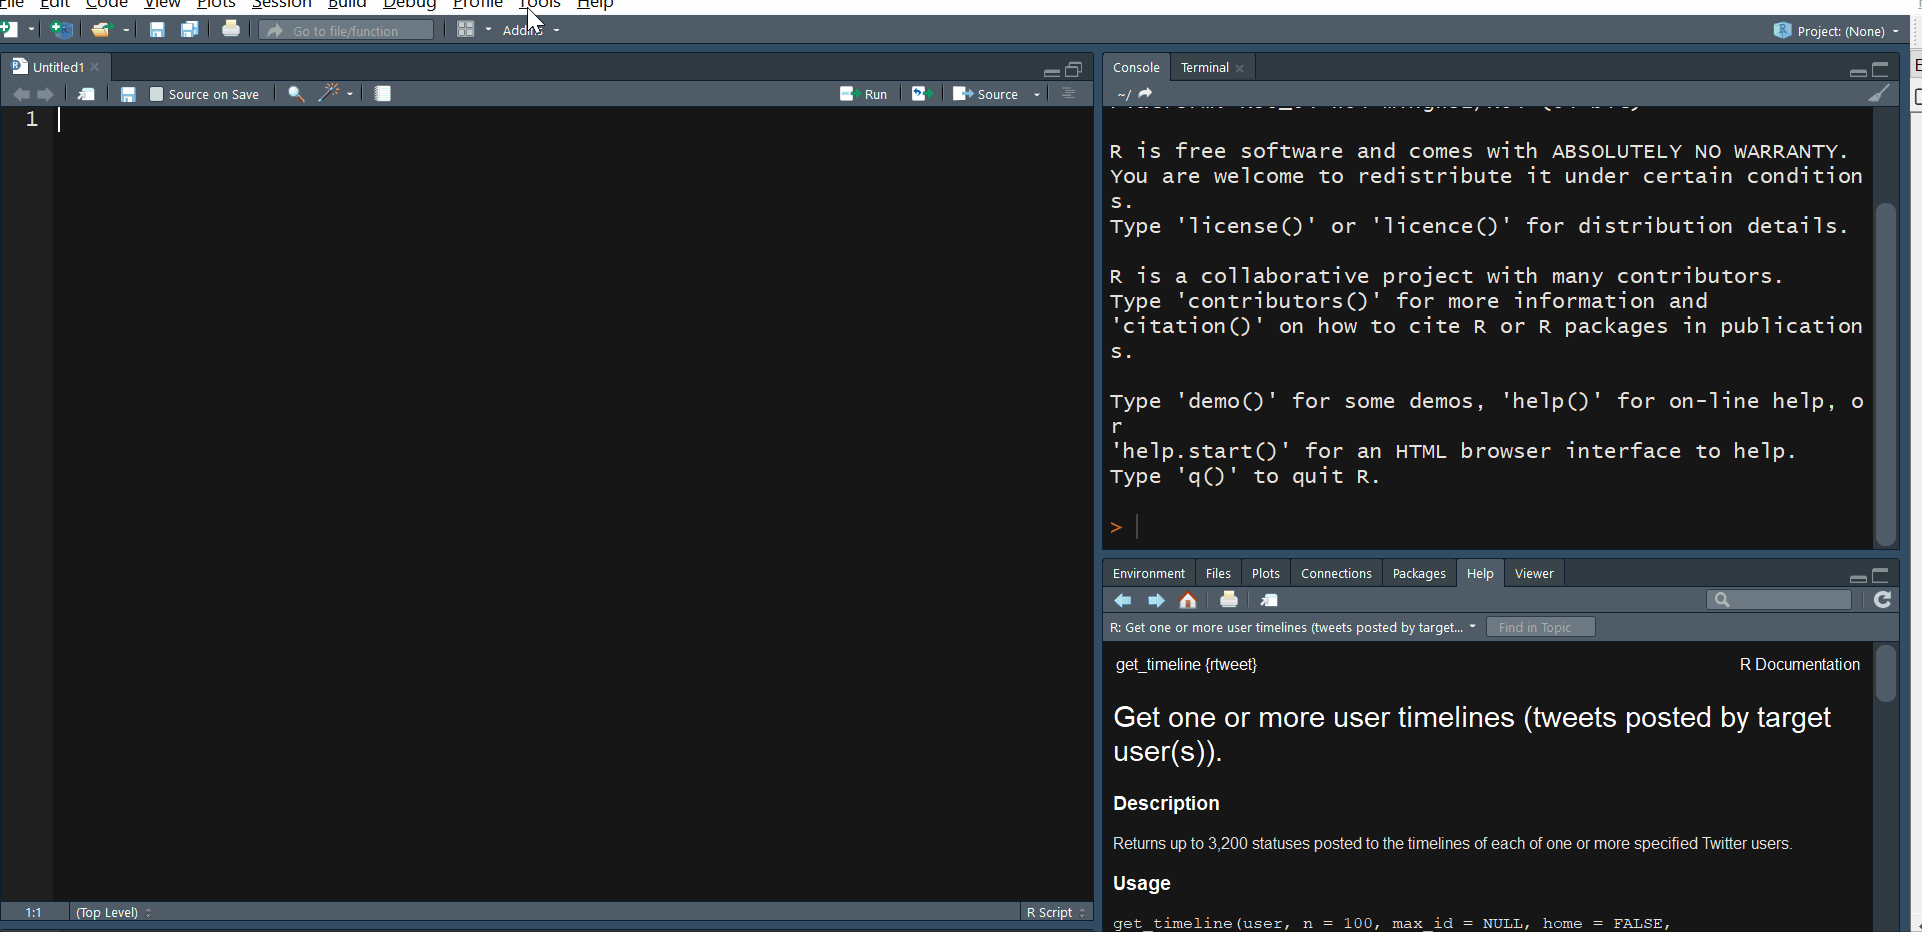 File Edit Code View Plots Session Build Debug Profile Tools Help
Go to file/function
Addins
Project: (None)
Untitled1
Source on Save
Run
Source
1
1:1
(Top Level)
R Script
Console
Terminal
~/
R is free software and comes with ABSOLUTELY NO WARRANTY.
You are welcome to redistribute it under certain condition
s.
Type 'license()' or 'licence()' for distribution details.
R is a collaborative project with many contributors.
Type 'contributors()' for more information and
'citation()' on how to cite R or R packages in publication
s.
Type 'demo()' for some demos, 'help()' for on-line help, o
r
'help.start()' for an HTML browser interface to help.
Type 'q()' to quit R.
>
Environment Files Plots Connections Packages Help Viewer
R: Get one or more user timelines (tweets posted by target...
Find in Topic
get_timeline {rtweet}
R Documentation
Get one or more user timelines (tweets posted by target
user(s)).
Description
Returns up to 3,200 statuses posted to the timelines of each of one or more specified Twitter users.
Usage
get_timeline(user, n = 100, max_id = NULL, home = FALSE,